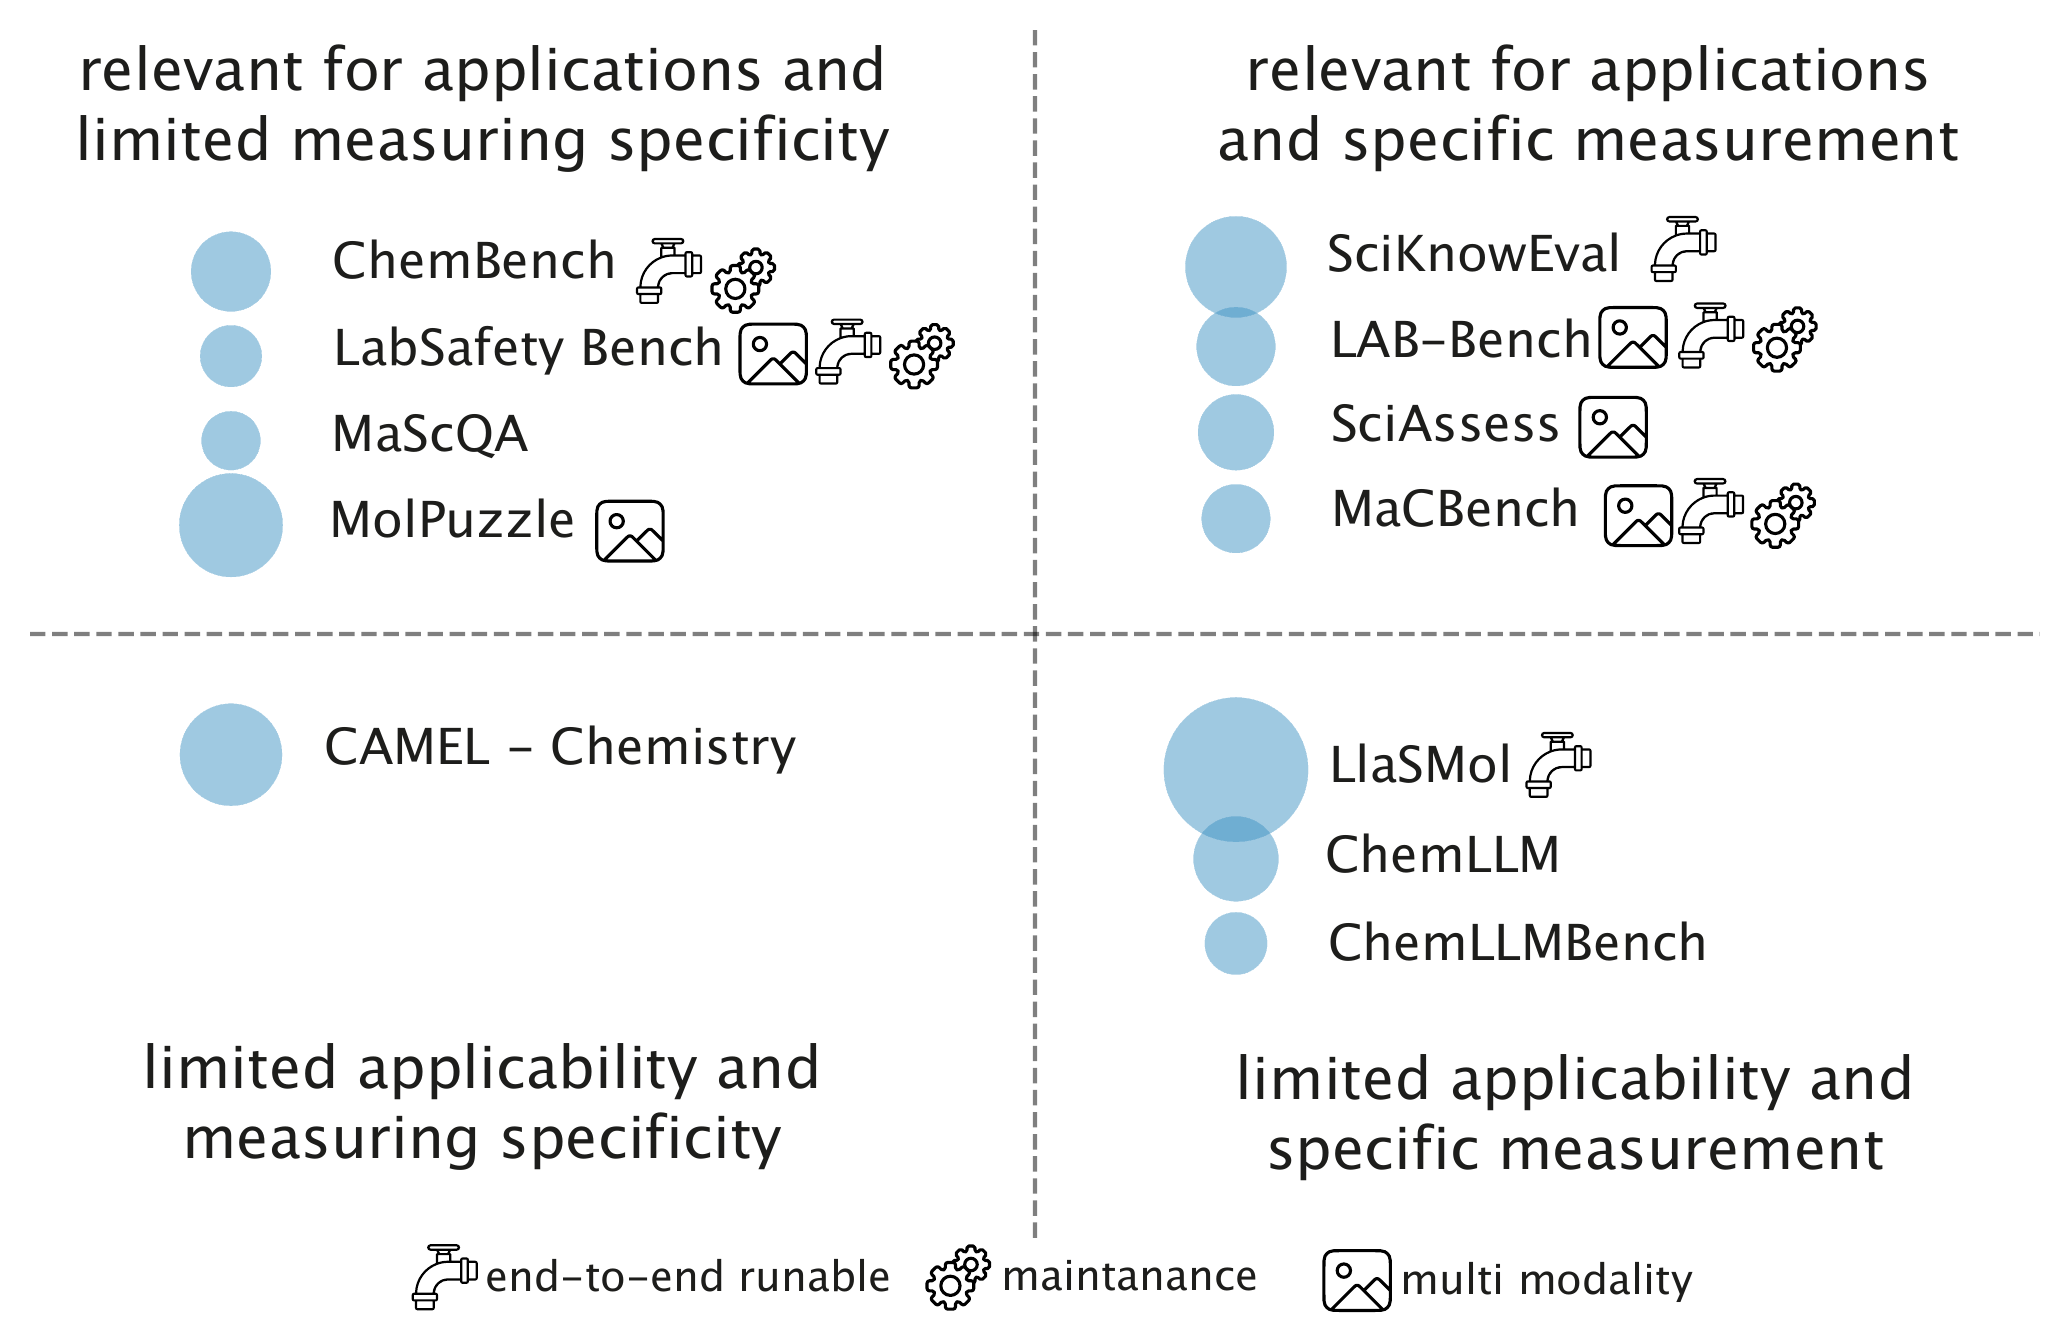 relevant for applications and
limited measuring specificity
ChemBench
LabSafety Bench
MaScQA
MolPuzzle
relevant for applications
and specific measurement
SciKnowEval
LAB-Bench
SciAssess
MaCBench
CAMEL - Chemistry
limited applicability and
measuring specificity
LlaSMol
ChemLLM
ChemLLMBench
limited applicability and
specific measurement
end-to-end runable
maintanance
multi modality